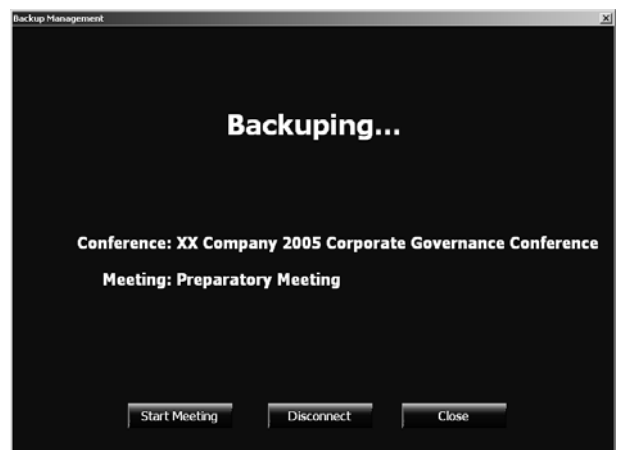 Backup Management
Backuping...
Conference: XX Company 2005 Corporate Governance Conference
Meeting: Preparatory Meeting
Start Meeting Disconnect Close